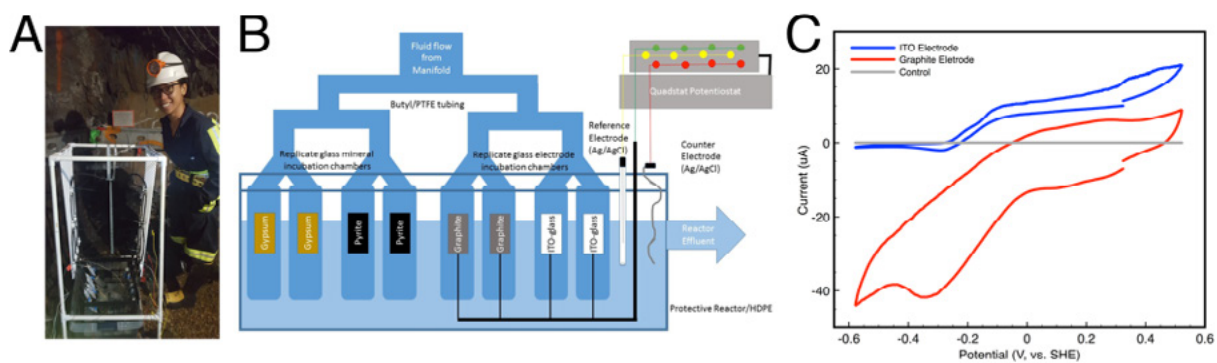 A
B
C
Fluid flow
from
Manifold
Butyl/PTFE tubing
Quadstat Potentiostat
Reference
Electrode
(Ag/AgCl)
Counter
Electrode
(Ag/AgCl)
Replicate glass mineral
incubation chambers
Replicate glass electrode
incubation chambers
Gypsum
Gypsum
Pyrite
Pyrite
Graphite
Graphite
ITO-glass
ITO-glass
Reactor
Effluent
Protective Reactor/HDPE
ITO Electrode
Graphite Eletrode
Control
Current (uA)
20
0
-20
-40
-0.6
-0.4
-0.2
0
0.2
0.4
0.6
Potential (V, vs. SHE)